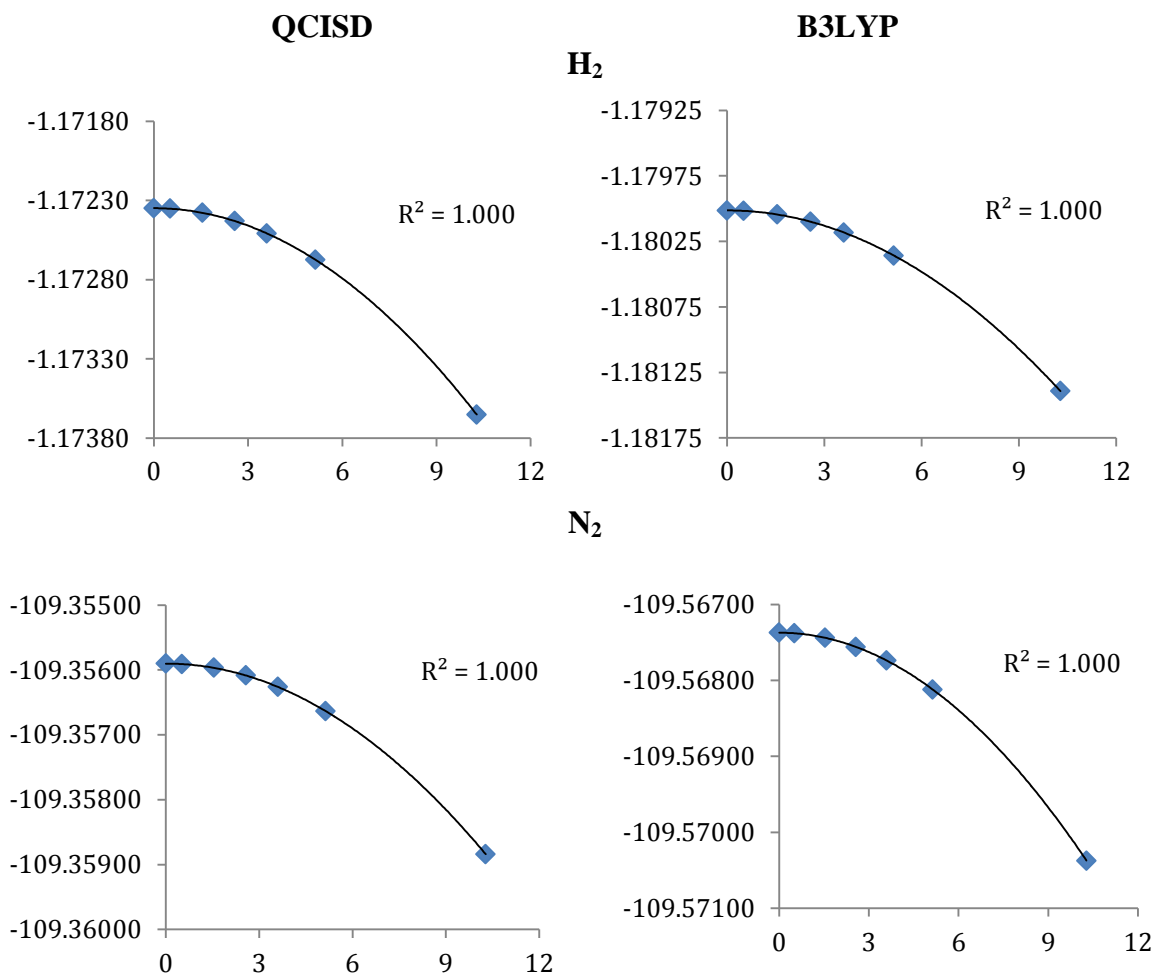 QCISD B3LYP
H₂
-1.17180
-1.17230
-1.17280
-1.17330
-1.17380
R² = 1.000
0 3 6 9 12
-1.17925
-1.17975
-1.18025
-1.18075
-1.18125
-1.18175
R² = 1.000
0 3 6 9 12
N₂
-109.35500
-109.35600
-109.35700
-109.35800
-109.35900
-109.36000
R² = 1.000
0 3 6 9 12
-109.56700
-109.56800
-109.56900
-109.57000
-109.57100
R² = 1.000
0 3 6 9 12